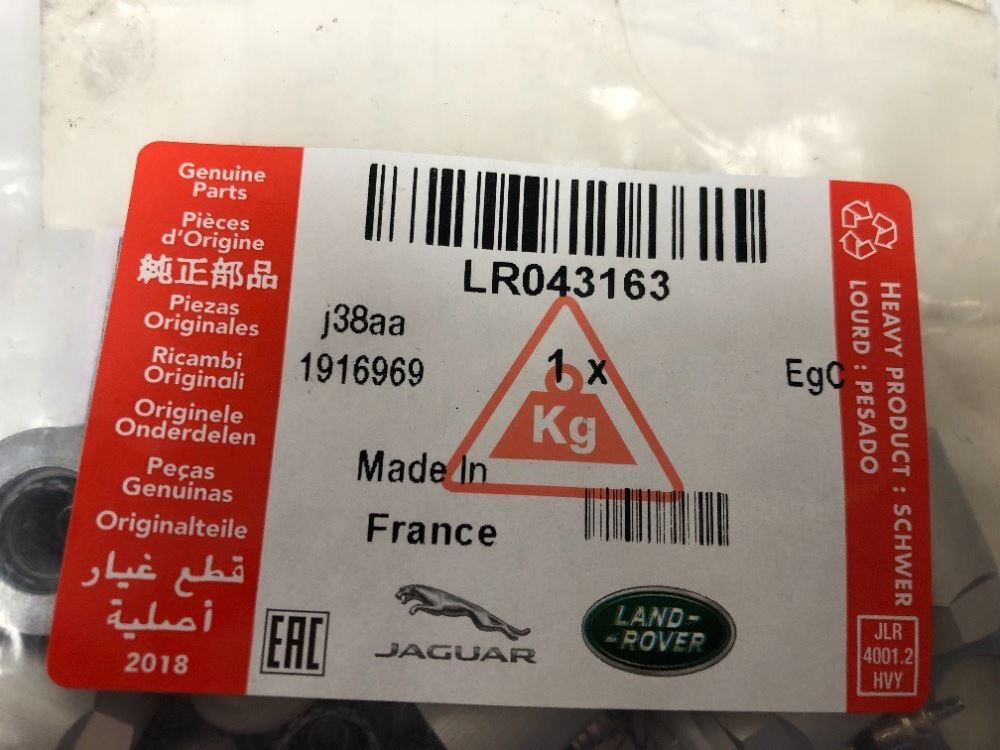 Genuine
Parts
Pièces
d'Origine
純正部品
Piezas
Originales
Ricambi
Originali
Originele
Onderdelen
Peças
Genuinas
Originalteile
قطع غيار
أصلية
2018
LR043163
j38aa
1916969
1 x
EgC
Kg
Made In
France
EAC
JAGUAR
LAND-
-ROVER
HEAVY PRODUCT : SCHWER
LOURD : PESADO
JLR
4001.2
HVY